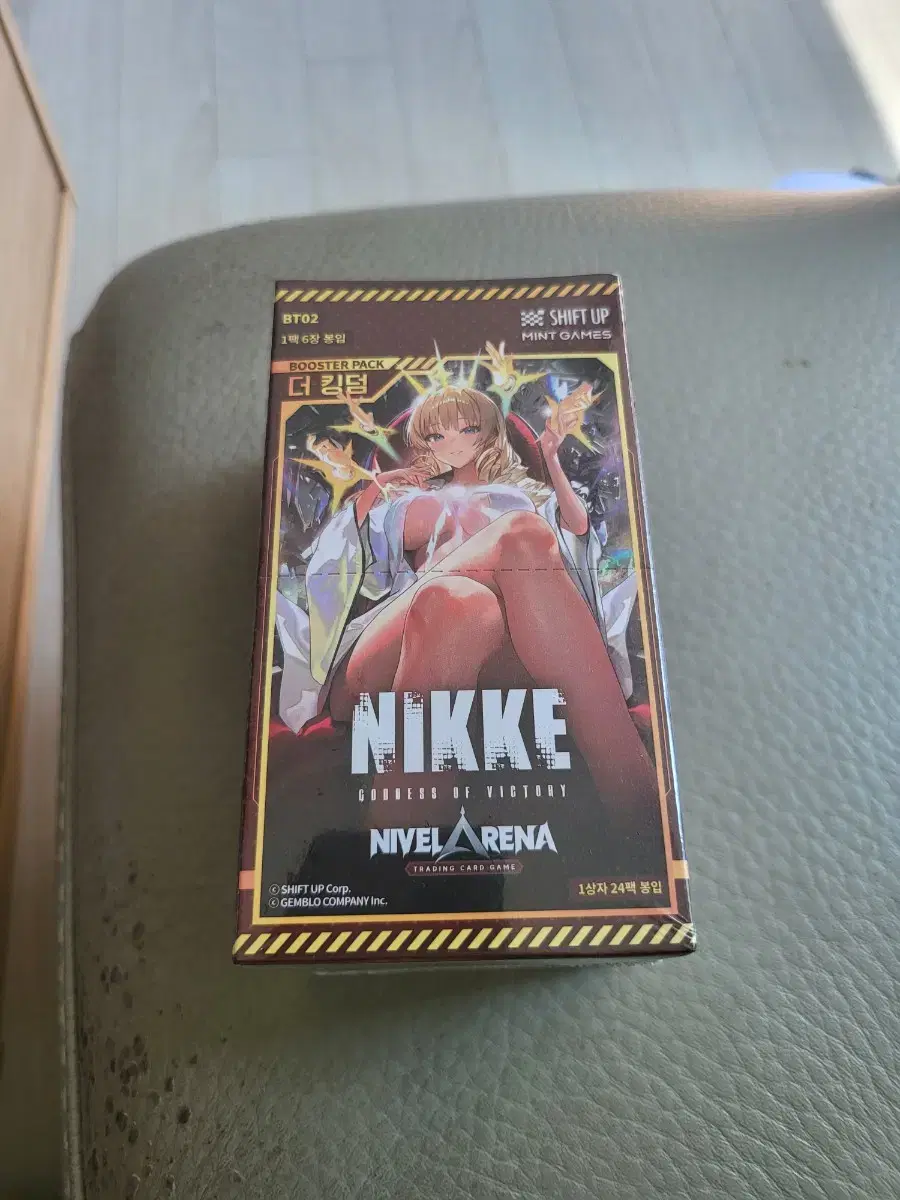 BT02
1팩 6장 봉입
SHIFT UP
MINT GAMES
BOOSTER PACK
더 킹덤
NIKKE
GODDESS OF VICTORY
NIVEL ARENA
TRADING CARD GAME
ⓒ SHIFT UP Corp.
ⓒ GEMBLO COMPANY Inc.
1상자 24팩 봉입